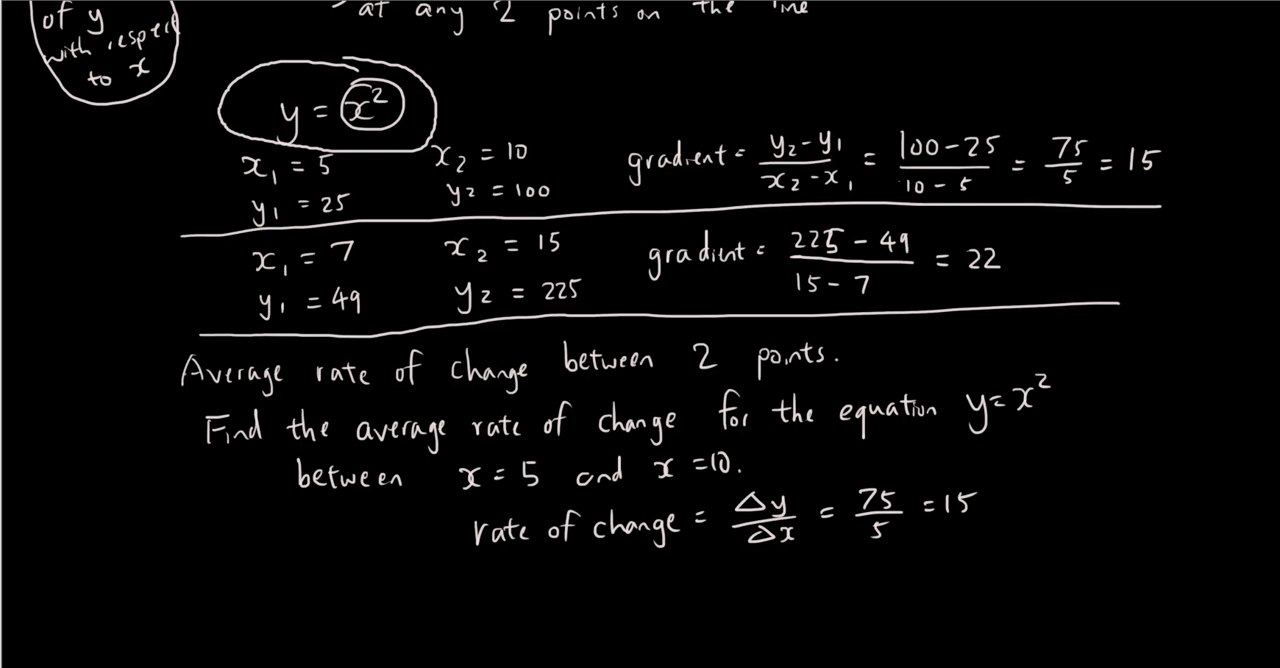 of y
with respect
to x
at any 2 points on the line
y = x²
x₁ = 5 x₂ = 10 gradient = (y₂ - y₁)/(x₂ - x₁) = (100 - 25)/(10 - 5) = 75/5 = 15
y₁ = 25 y₂ = 100
x₁ = 7 x₂ = 15 gradient = (225 - 49)/(15 - 7) = 22
y₁ = 49 y₂ = 225
Average rate of change between 2 points.
Find the average rate of change for the equation y = x²
between x = 5 and x = 10.
rate of change = Δy/Δx = 75/5 = 15